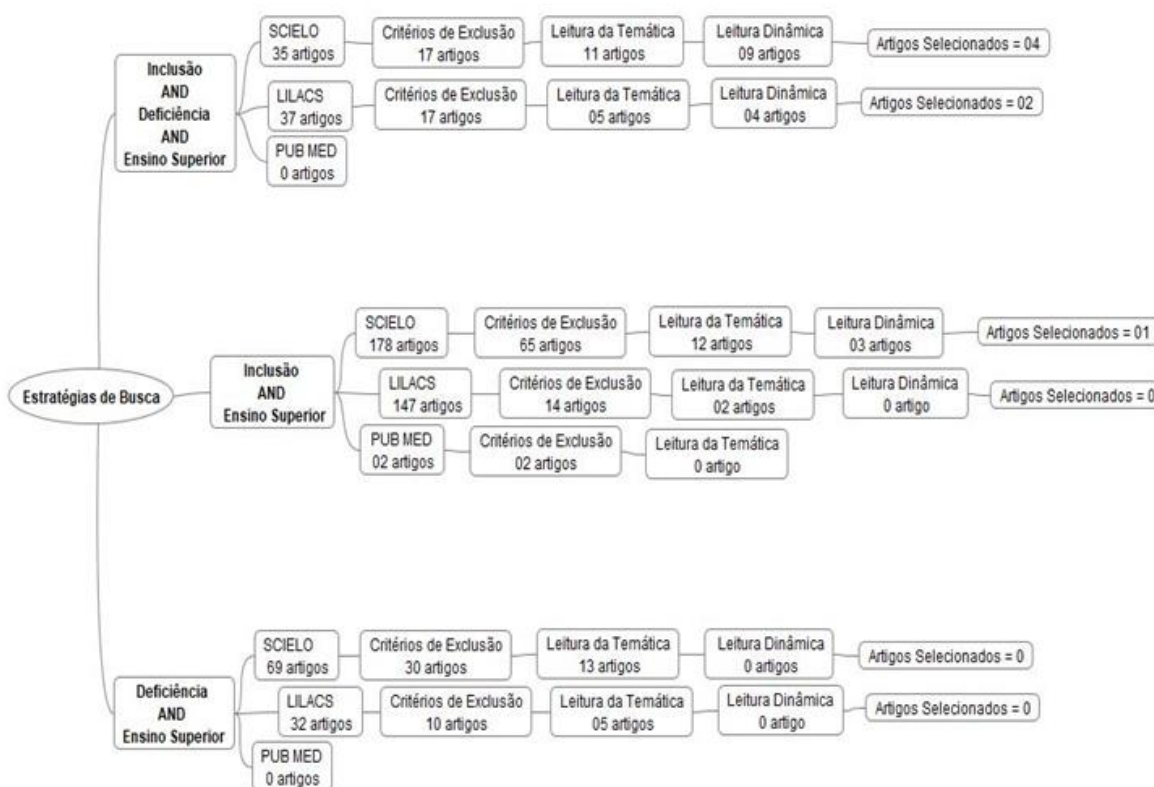 Estratégias de Busca
Inclusão
AND
Deficiência
AND
Ensino Superior
SCIELO
35 artigos
Critérios de Exclusão
17 artigos
Leitura da Temática
11 artigos
Leitura Dinâmica
09 artigos
Artigos Selecionados = 04
LILACS
37 artigos
Critérios de Exclusão
17 artigos
Leitura da Temática
05 artigos
Leitura Dinâmica
04 artigos
Artigos Selecionados = 02
PUB MED
0 artigos
Inclusão
AND
Ensino Superior
SCIELO
178 artigos
Critérios de Exclusão
65 artigos
Leitura da Temática
12 artigos
Leitura Dinâmica
03 artigos
Artigos Selecionados = 01
LILACS
147 artigos
Critérios de Exclusão
14 artigos
Leitura da Temática
02 artigos
Leitura Dinâmica
0 artigo
Artigos Selecionados = 0
PUB MED
02 artigos
Critérios de Exclusão
02 artigos
Leitura da Temática
0 artigo
Deficiência
AND
Ensino Superior
SCIELO
69 artigos
Critérios de Exclusão
30 artigos
Leitura da Temática
13 artigos
Leitura Dinâmica
0 artigos
Artigos Selecionados = 0
LILACS
32 artigos
Critérios de Exclusão
10 artigos
Leitura da Temática
05 artigos
Leitura Dinâmica
0 artigo
Artigos Selecionados = 0
PUB MED
0 artigos